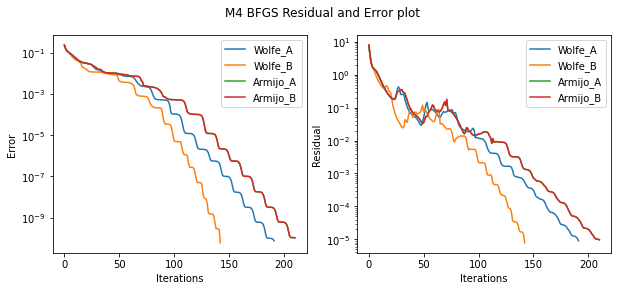 M4 BFGS Residual and Error plot
Error
10⁻¹
10⁻³
10⁻⁵
10⁻⁷
10⁻⁹
Wolfe_A
Wolfe_B
Armijo_A
Armijo_B
0
50
100
150
200
Iterations
Residual
10¹
10⁰
10⁻¹
10⁻²
10⁻³
10⁻⁴
10⁻⁵
Wolfe_A
Wolfe_B
Armijo_A
Armijo_B
0
50
100
150
200
Iterations